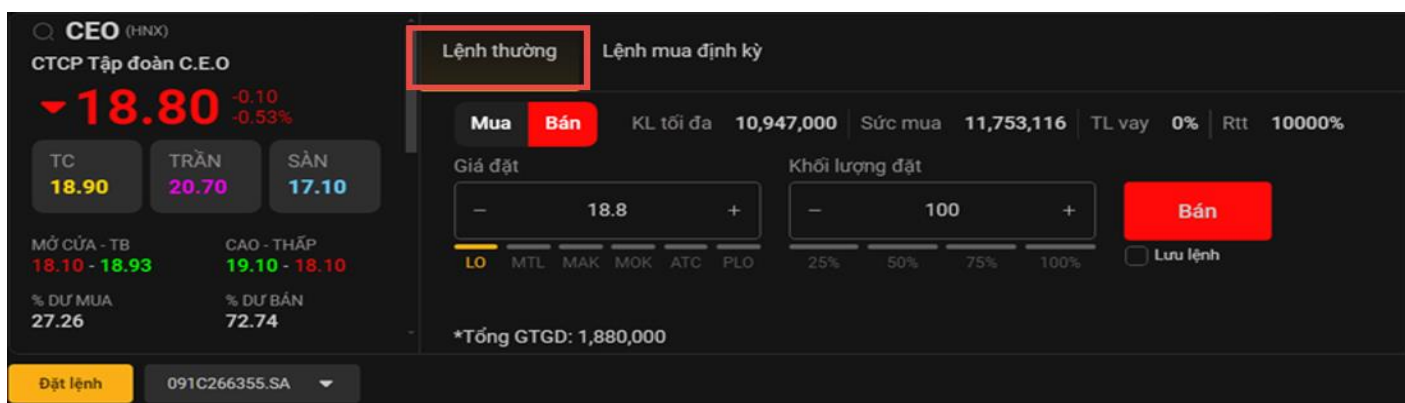 CEO (HNX)
CTCP Tập đoàn C.E.O
18.80 -0.10
-0.53%
TC TRẦN SÀN
18.90 20.70 17.10
MỞ CỬA - TB CAO - THẤP
18.10 - 18.93 19.10 - 18.10
% DƯ MUA % DƯ BÁN
27.26 72.74
Lệnh thường Lệnh mua định kỳ
Mua Bán KL tối đa 10,947,000 Sức mua 11,753,116 TL vay 0% Rtt 10000%
Giá đặt Khối lượng đặt
− 18.8 + − 100 + Bán
LO MTL MAK MOK ATC PLO 25% 50% 75% 100% Lưu lệnh
*Tổng GTGD: 1,880,000
Đặt lệnh 091C266355.SA